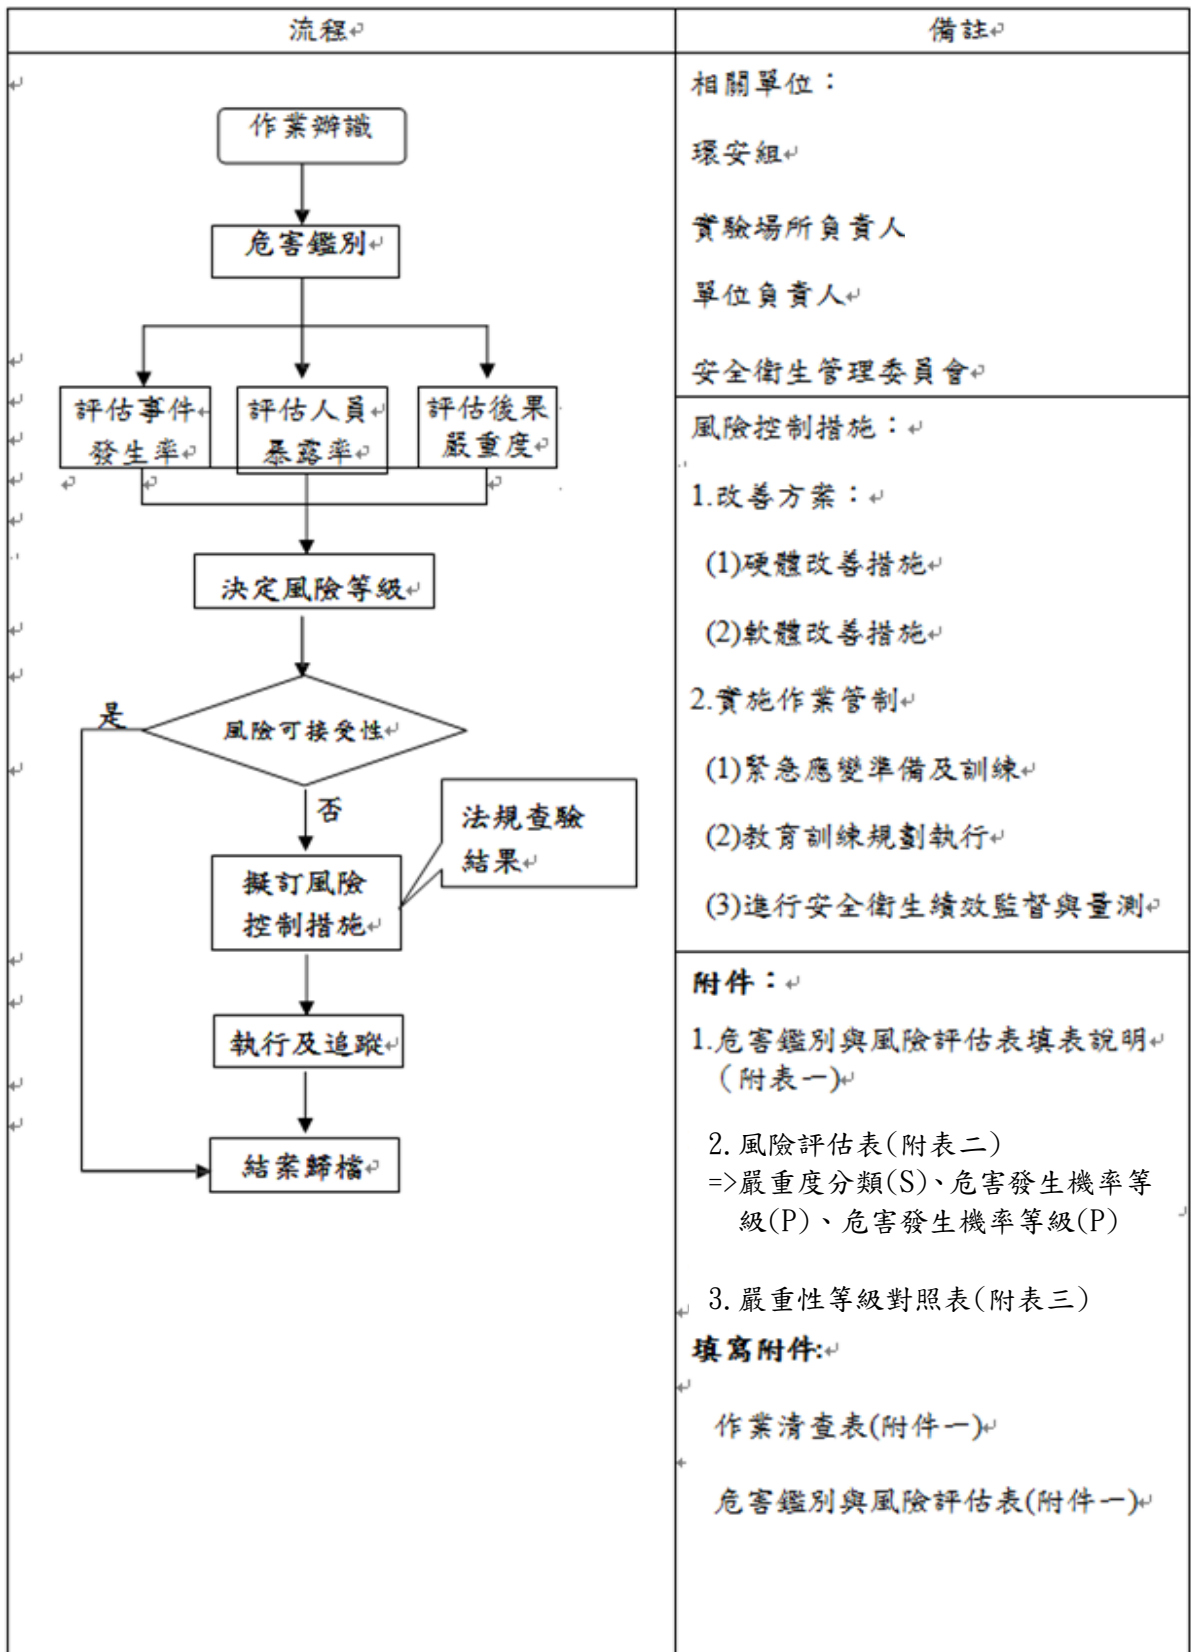 流程
備註
作業辨識
危害鑑別
評估事件
發生率
評估人員
暴露率
評估後果
嚴重度
決定風險等級
風險可接受性
是
否
法規查驗
結果
擬訂風險
控制措施
執行及追蹤
結案歸檔
相關單位：
環安組
實驗場所負責人
單位負責人
安全衛生管理委員會
風險控制措施：
1.改善方案：
(1)硬體改善措施
(2)軟體改善措施
2.實施作業管制
(1)緊急應變準備及訓練
(2)教育訓練規劃執行
(3)進行安全衛生績效監督與量測
附件：
1.危害鑑別與風險評估表填表說明
（附表一）
2.風險評估表(附表二)
=>嚴重度分類(S)、危害發生機率等
級(P)、危害發生機率等級(P)
3.嚴重性等級對照表(附表三)
填寫附件:
作業清查表(附件一)
危害鑑別與風險評估表(附件一)